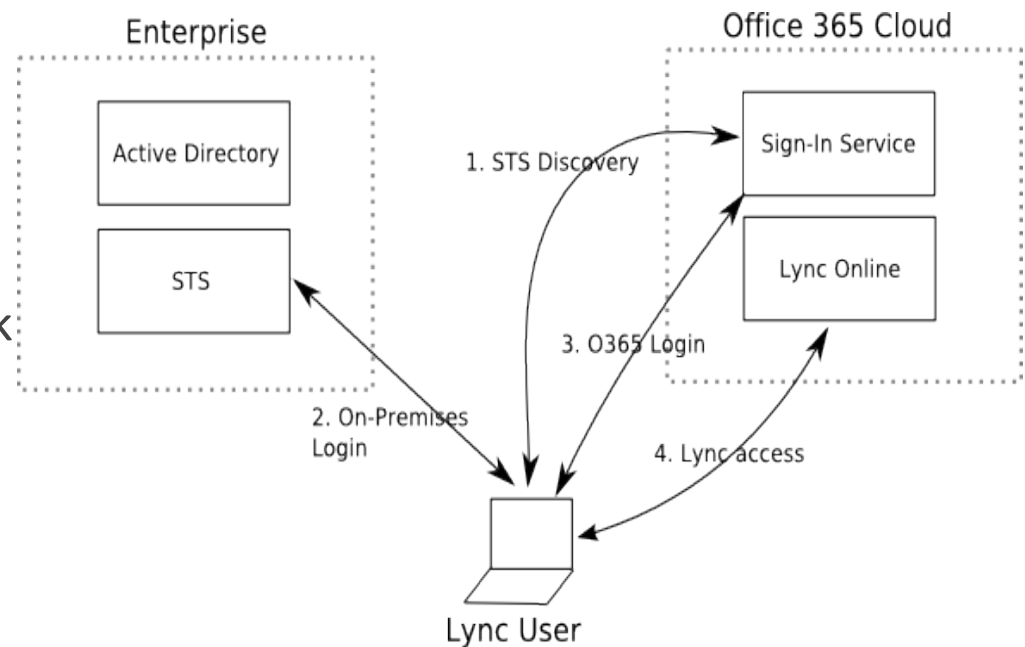 Enterprise
Office 365 Cloud
Active Directory
Sign-In Service
1. STS Discovery
STS
Lync Online
k
3. O365 Login
2. On-Premises
Login
4. Lync access
Lync User